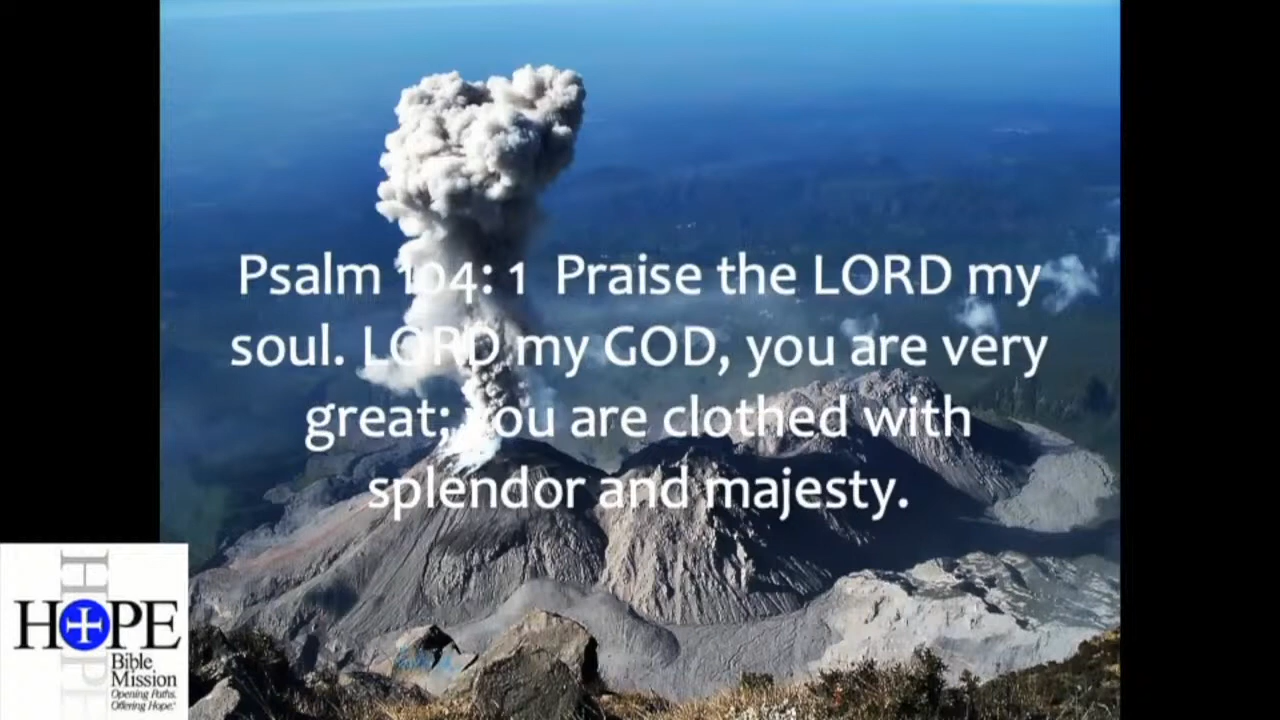 Psalm 104: 1  Praise the LORD my
soul. LORD my GOD, you are very
great; you are clothed with
splendor and majesty.
HOPE
HOPE
Bible
Mission
Opening Paths.
Offering Hope.